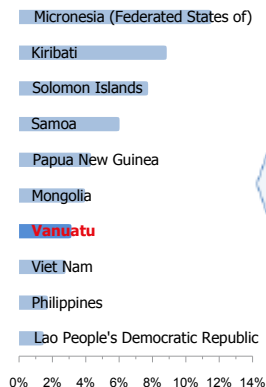 Micronesia (Federated States of)
Kiribati
Solomon Islands
Samoa
Papua New Guinea
Mongolia
Vanuatu
Viet Nam
Philippines
Lao People's Democratic Republic
0% 2% 4% 6% 8% 10% 12% 14%